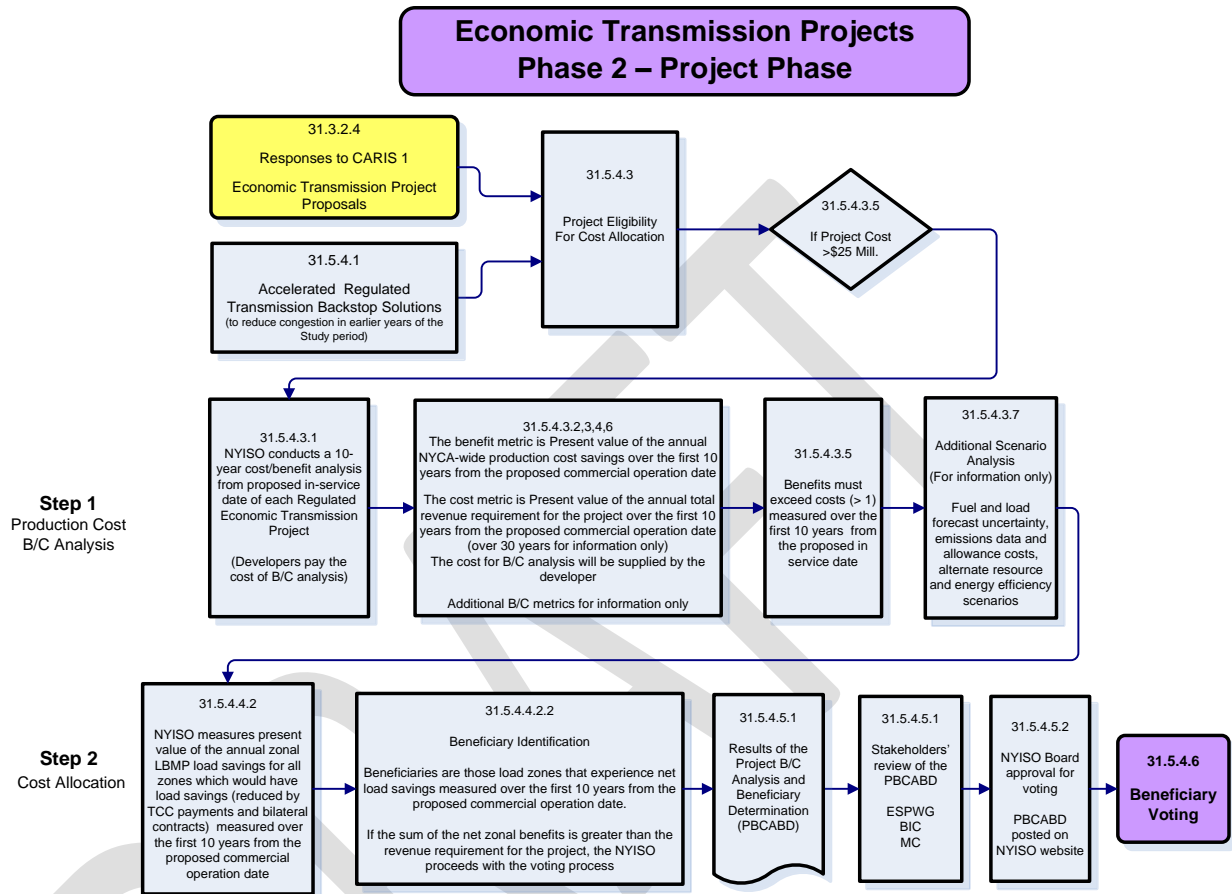 Economic Transmission Projects
Phase 2 – Project Phase
31.3.2.4
Responses to CARIS 1
Economic Transmission Project
Proposals
31.5.4.1
Accelerated Regulated
Transmission Backstop Solutions
(to reduce congestion in earlier years of the
Study period)
31.5.4.3
Project Eligibility
For Cost Allocation
31.5.4.3.5
If Project Cost
>$25 Mill.
Step 1
Production Cost
B/C Analysis
31.5.4.3.1
NYISO conducts a 10-
year cost/benefit analysis
from proposed in-service
date of each Regulated
Economic Transmission
Project
(Developers pay the
cost of B/C analysis)
31.5.4.3.2,3,4,6
The benefit metric is Present value of the annual
NYCA-wide production cost savings over the first 10
years from the proposed commercial operation date
The cost metric is Present value of the annual total
revenue requirement for the project over the first 10
years from the proposed commercial operation date
(over 30 years for information only)
The cost for B/C analysis will be supplied by the
developer
Additional B/C metrics for information only
31.5.4.3.5
Benefits must
exceed costs (> 1)
measured over the
first 10 years from
the proposed in
service date
31.5.4.3.7
Additional Scenario
Analysis
(For information only)
Fuel and load
forecast uncertainty,
emissions data and
allowance costs,
alternate resource
and energy efficiency
scenarios
Step 2
Cost Allocation
31.5.4.4.2
NYISO measures present
value of the annual zonal
LBMP load savings for all
zones which would have
load savings (reduced by
TCC payments and bilateral
contracts) measured over
the first 10 years from the
proposed commercial
operation date
31.5.4.4.2.2
Beneficiary Identification
Beneficiaries are those load zones that experience net
load savings measured over the first 10 years from the
proposed commercial operation date.
If the sum of the net zonal benefits is greater than the
revenue requirement for the project, the NYISO
proceeds with the voting process
31.5.4.5.1
Results of the
Project B/C
Analysis and
Beneficiary
Determination
(PBCABD)
31.5.4.5.1
Stakeholders'
review of the
PBCABD
ESPWG
BIC
MC
31.5.4.5.2
NYISO Board
approval for
voting
PBCABD
posted on
NYISO website
31.5.4.6
Beneficiary
Voting